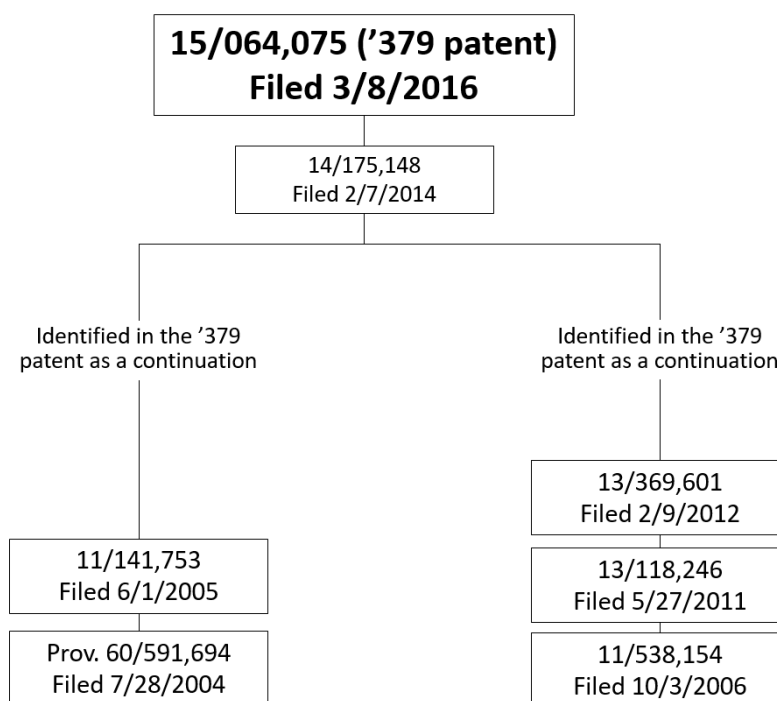 15/064,075 (’379 patent)
Filed 3/8/2016
14/175,148
Filed 2/7/2014
Identified in the ’379
patent as a continuation
Identified in the ’379
patent as a continuation
13/369,601
Filed 2/9/2012
11/141,753
Filed 6/1/2005
13/118,246
Filed 5/27/2011
Prov. 60/591,694
Filed 7/28/2004
11/538,154
Filed 10/3/2006